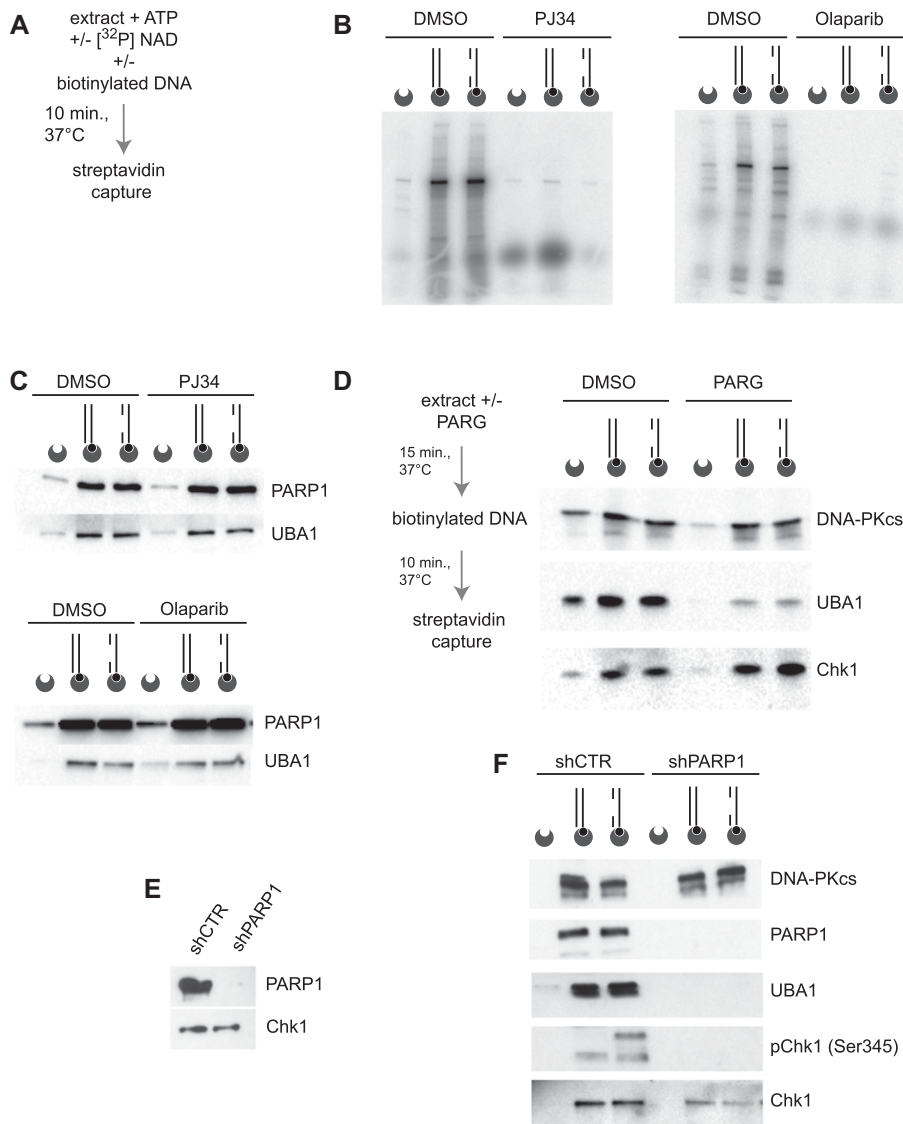 A
extract + ATP
+/- [³²P] NAD
+/-
biotinylated DNA
10 min.,
37°C
streptavidin
capture
B
DMSO
PJ34
DMSO
Olaparib
C
DMSO
PJ34
PARP1
UBA1
DMSO
Olaparib
PARP1
UBA1
D
extract +/-
PARG
15 min.,
37°C
biotinylated DNA
10 min.,
37°C
streptavidin
capture
DMSO
PARG
DNA-PKcs
UBA1
Chk1
E
shCTR
shPARP1
PARP1
Chk1
F
shCTR
shPARP1
DNA-PKcs
PARP1
UBA1
pChk1 (Ser345)
Chk1